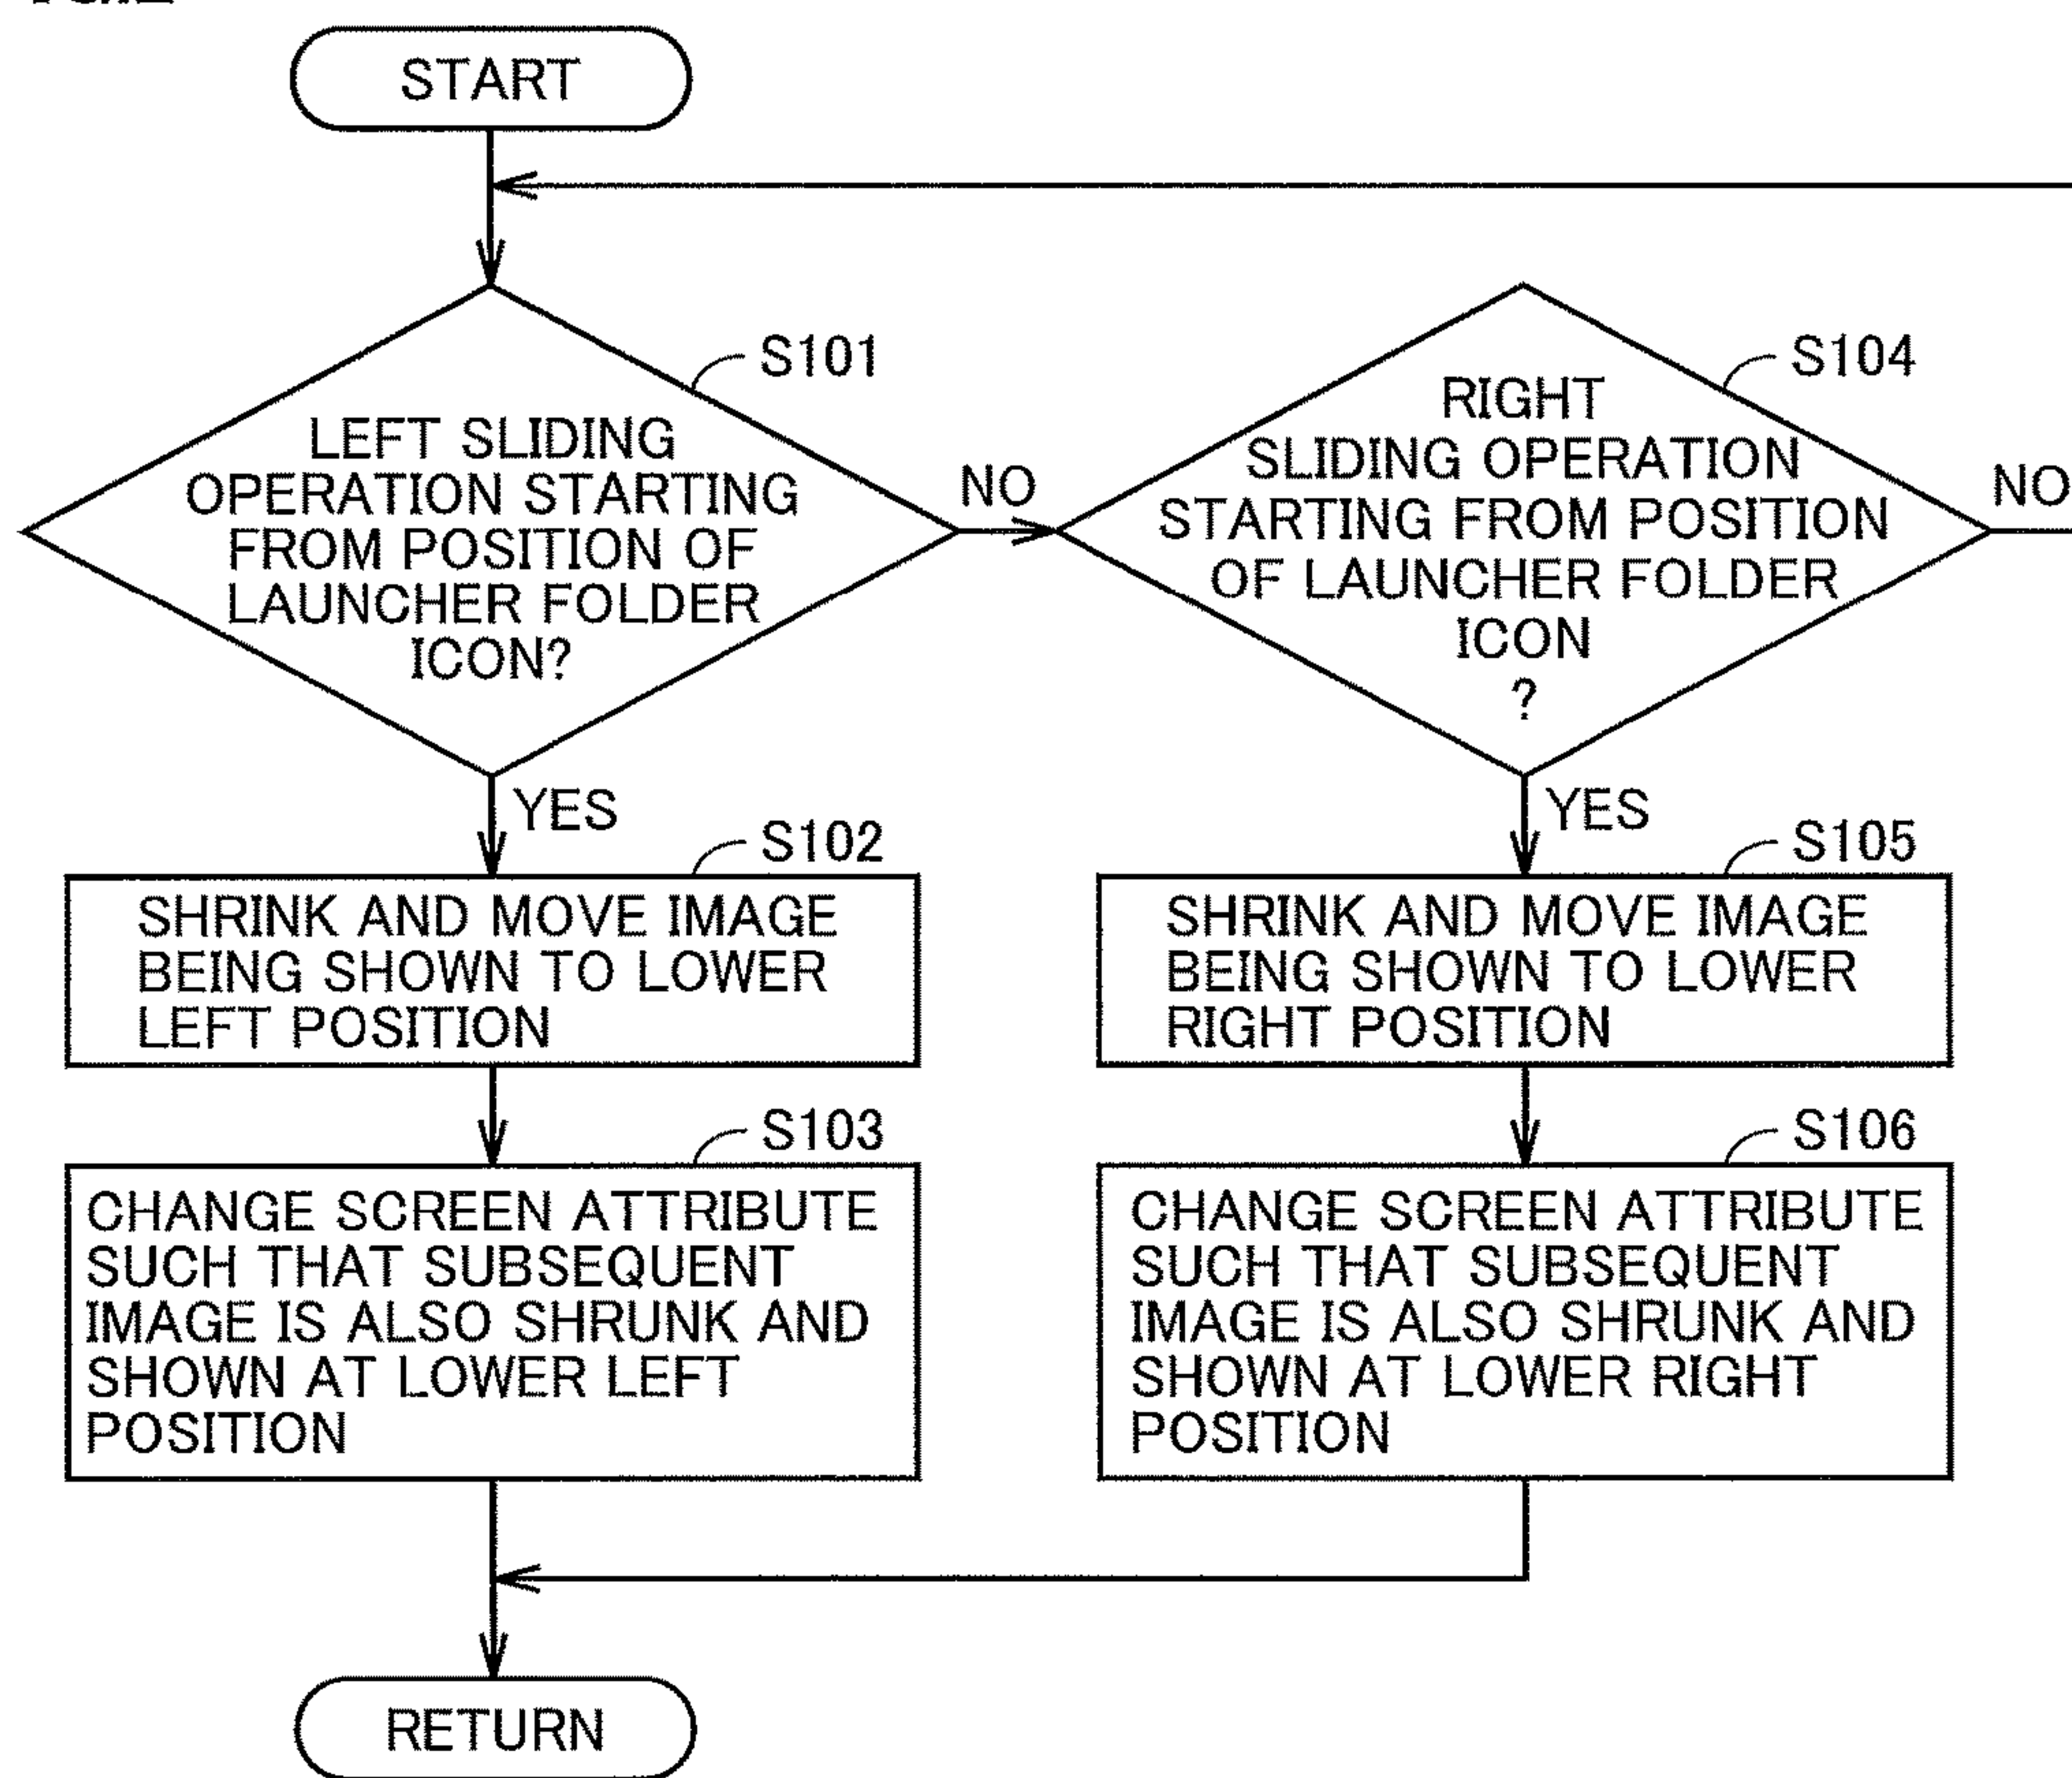 START
S101
LEFT SLIDING
OPERATION STARTING
FROM POSITION OF
LAUNCHER FOLDER
ICON?
NO
S104
RIGHT
SLIDING OPERATION
STARTING FROM POSITION
OF LAUNCHER FOLDER
ICON
?
NO
YES
S102
SHRINK AND MOVE IMAGE
BEING SHOWN TO LOWER
LEFT POSITION
YES
S105
SHRINK AND MOVE IMAGE
BEING SHOWN TO LOWER
RIGHT POSITION
S103
CHANGE SCREEN ATTRIBUTE
SUCH THAT SUBSEQUENT
IMAGE IS ALSO SHRUNK AND
SHOWN AT LOWER LEFT
POSITION
S106
CHANGE SCREEN ATTRIBUTE
SUCH THAT SUBSEQUENT
IMAGE IS ALSO SHRUNK AND
SHOWN AT LOWER RIGHT
POSITION
RETURN